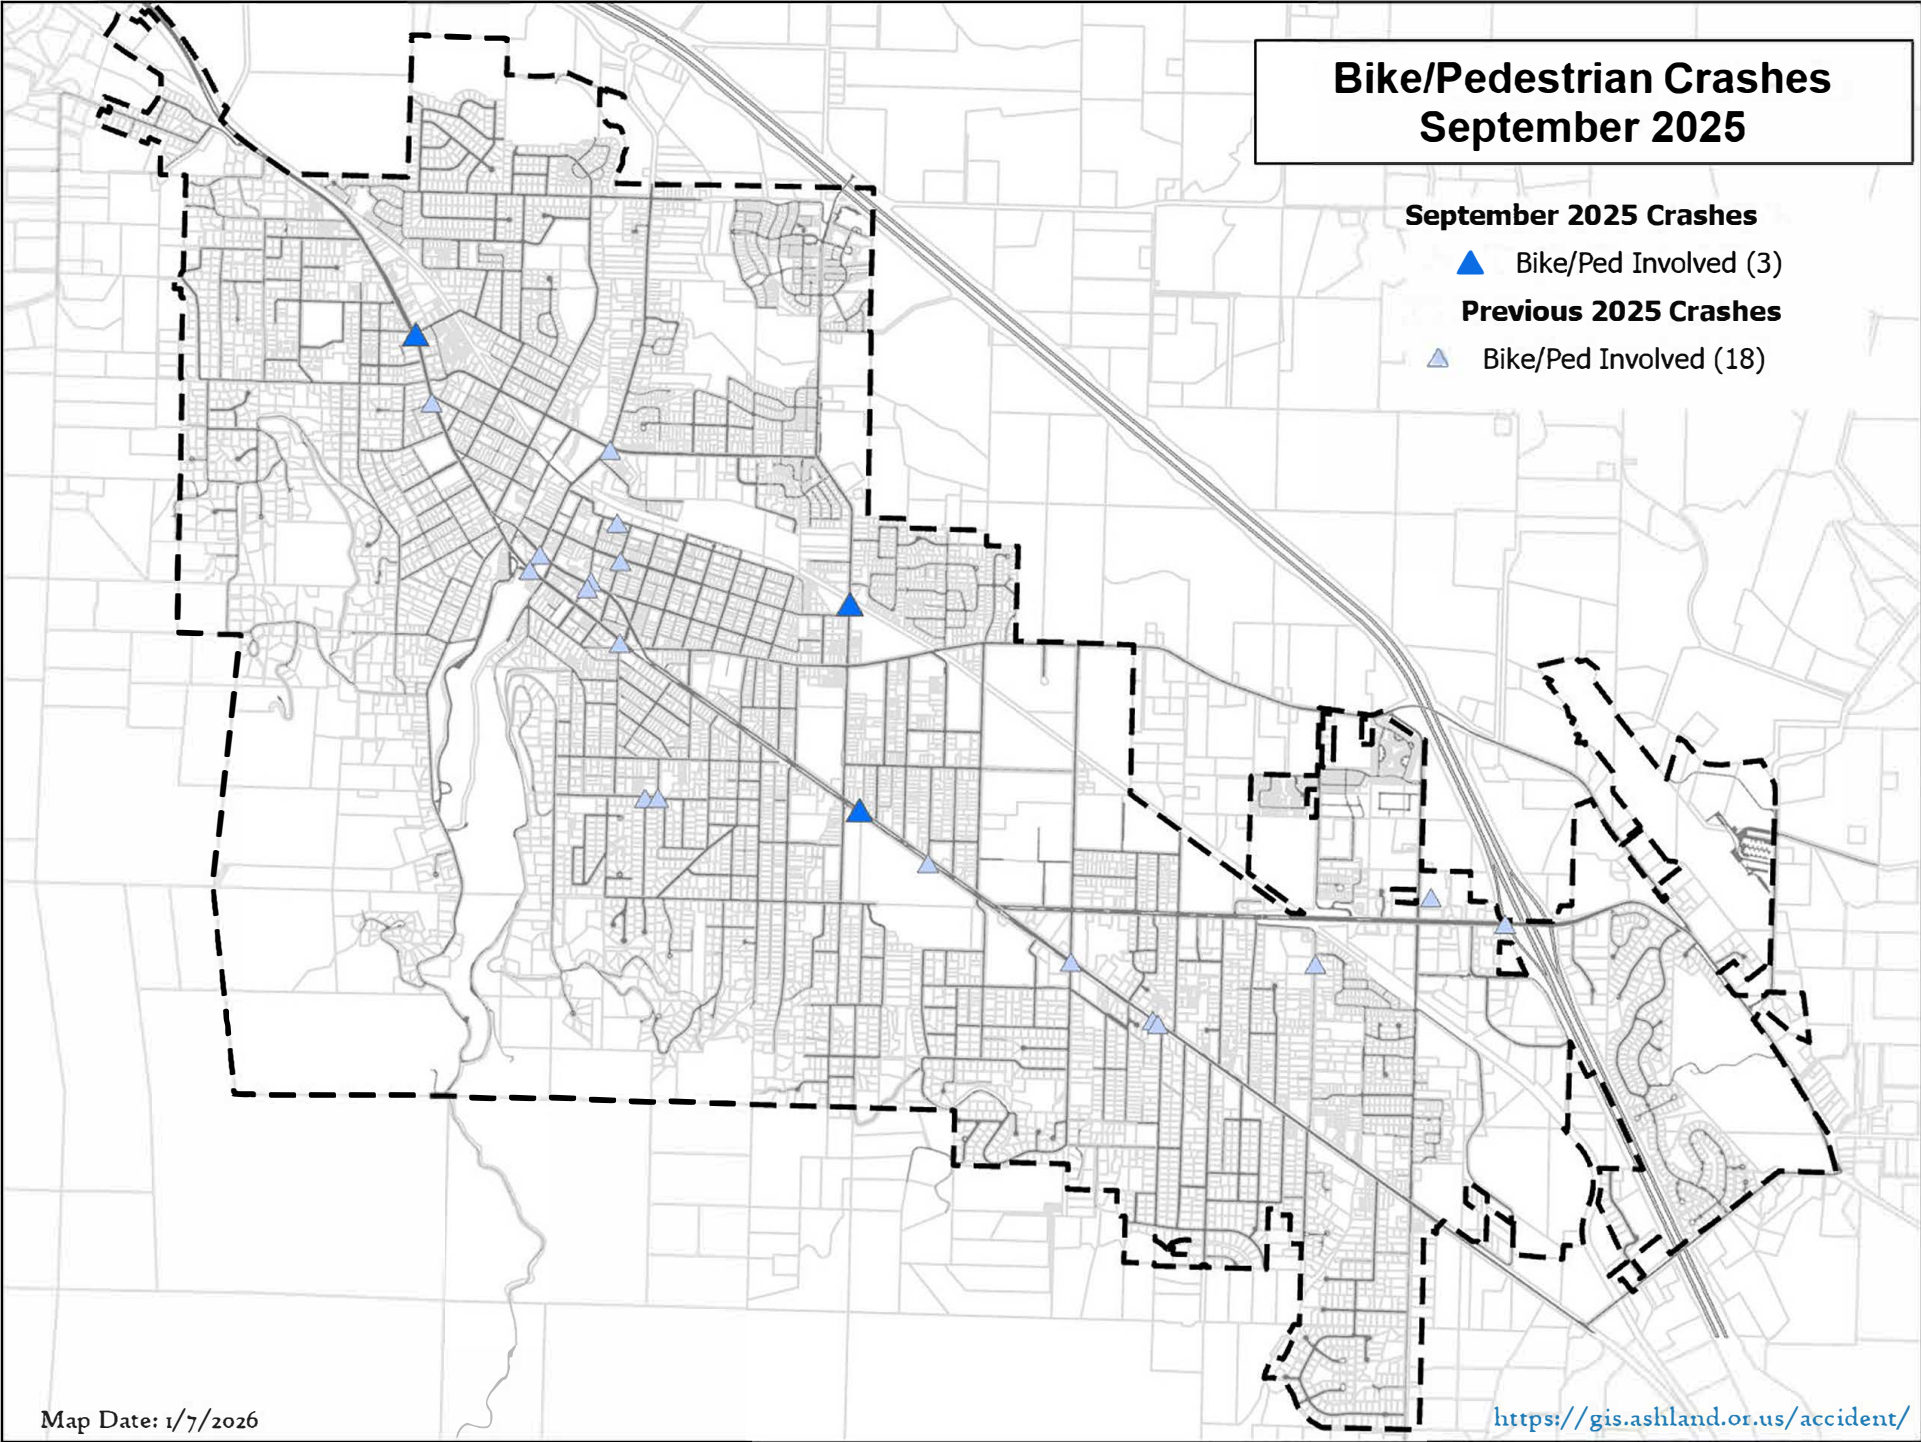 Bike/Pedestrian Crashes
September 2025
September 2025 Crashes
Bike/Ped Involved (3)
Previous 2025 Crashes
Bike/Ped Involved (18)
Map Date: 1/7/2026
https://gis.ashland.or.us/accident/